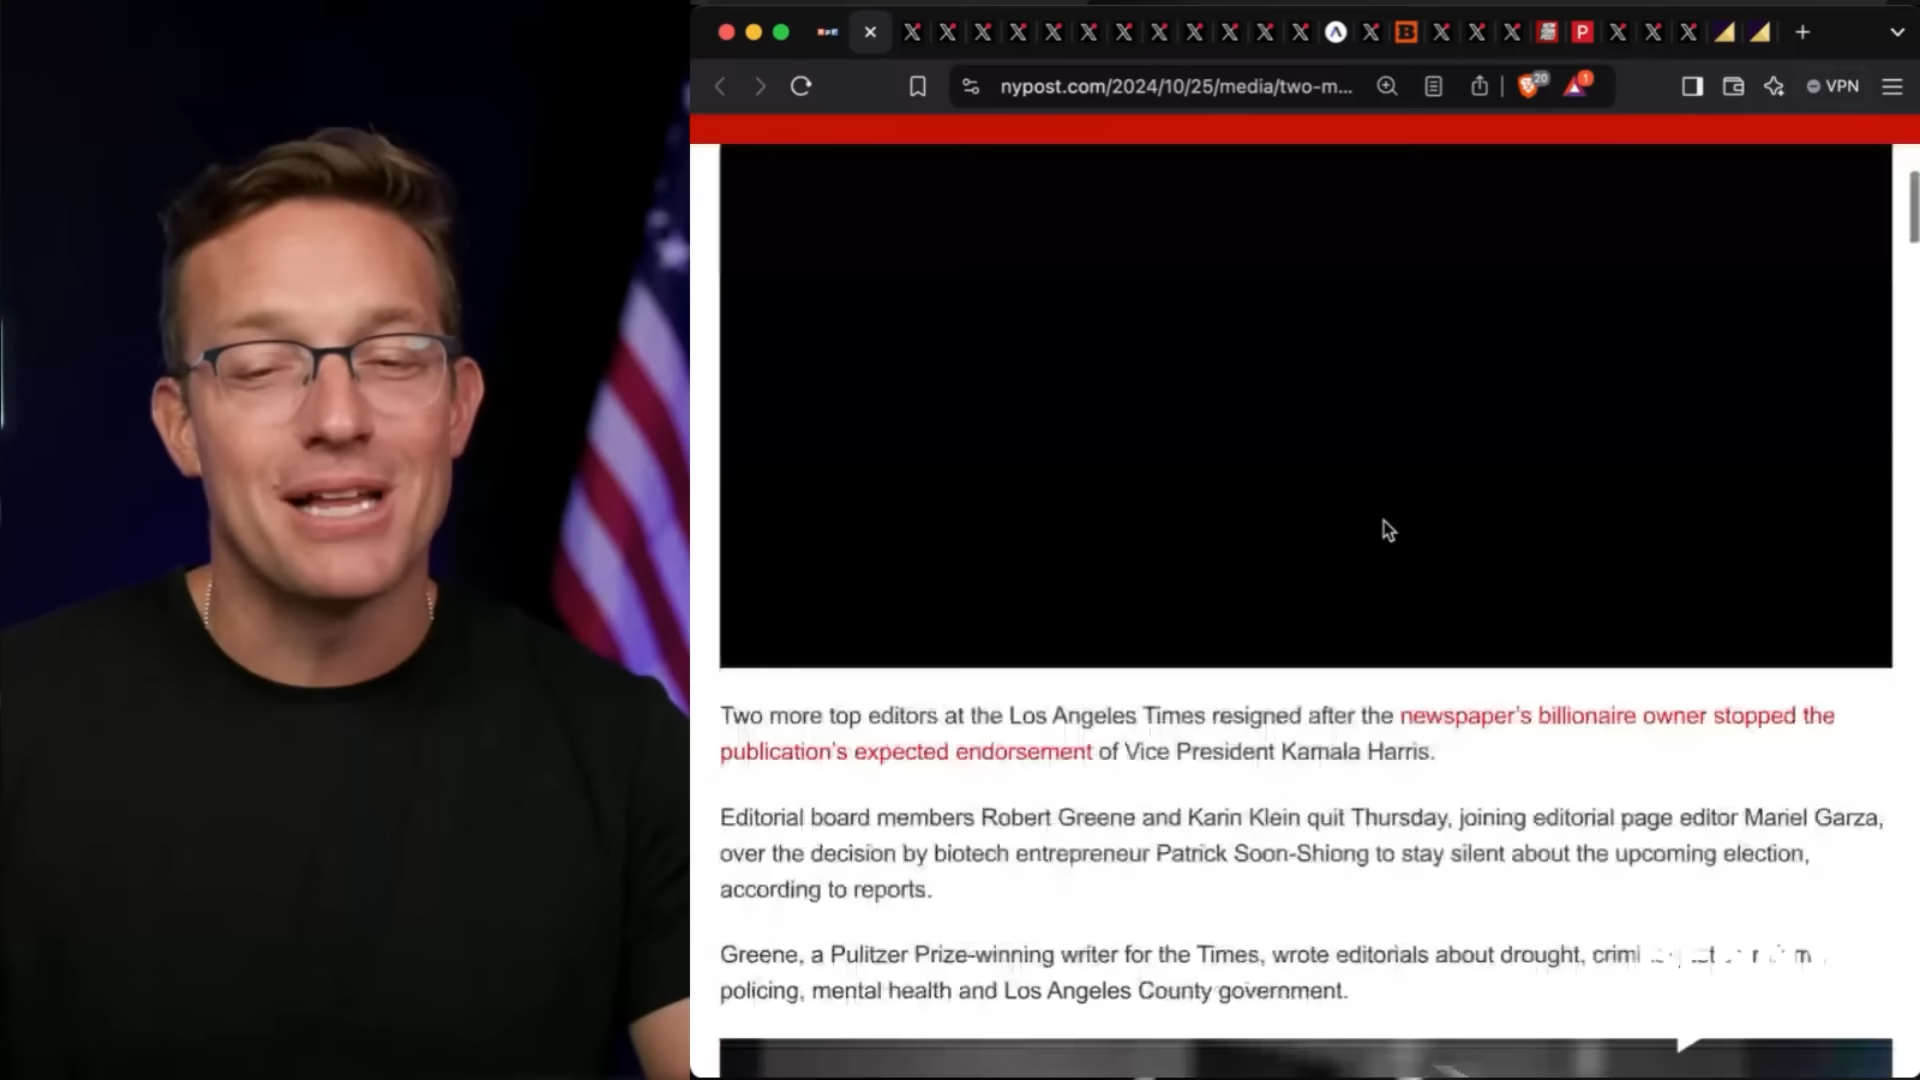 nypost.com/2024/10/25/media/two-m...
20
1
VPN
B
P
Two more top editors at the Los Angeles Times resigned after the newspaper's billionaire owner stopped the
publication's expected endorsement of Vice President Kamala Harris.
Editorial board members Robert Greene and Karin Klein quit Thursday, joining editorial page editor Mariel Garza,
over the decision by biotech entrepreneur Patrick Soon-Shiong to stay silent about the upcoming election,
according to reports.
Greene, a Pulitzer Prize-winning writer for the Times, wrote editorials about drought,
policing, mental health and Los Angeles County government.